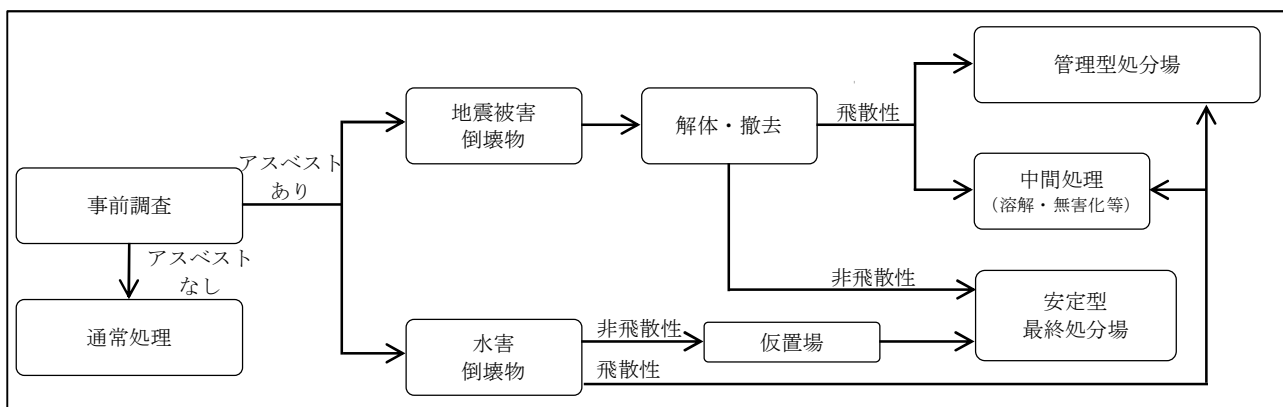 事前調査
アスベスト
あり
アスベスト
なし
通常処理
地震被害
倒壊物
解体・撤去
飛散性
管理型処分場
中間処理
（溶解・無害化等）
非飛散性
安定型
最終処分場
水害
倒壊物
非飛散性
仮置場
飛散性